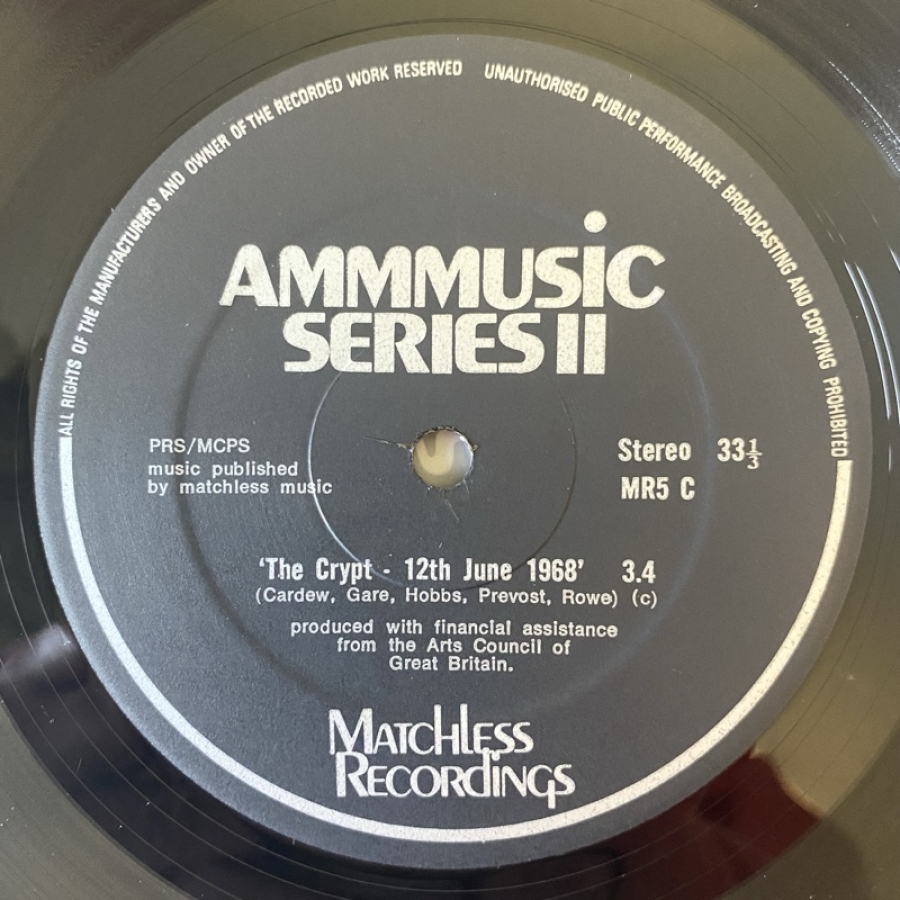 ALL RIGHTS OF THE MANUFACTURERS AND OWNER OF THE RECORDED WORK RESERVED UNAUTHORISED PUBLIC PERFORMANCE BROADCASTING AND COPYING PROHIBITED
AMMMUSiC
SERIES II
PRS/MCPS
music published
by matchless music
Stereo 33⅓
MR5 C
‘The Crypt - 12th June 1968’ 3.4
(Cardew, Gare, Hobbs, Prevost, Rowe) (c)
produced with financial assistance
from the Arts Council of
Great Britain.
MATCHLESS
RECORdiNGS